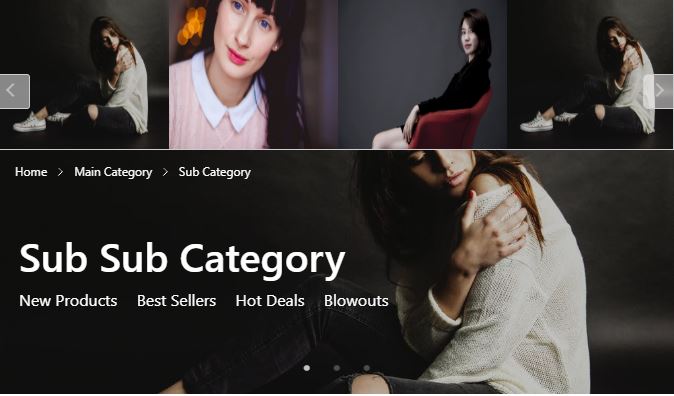 Home > Main Category > Sub Category
Sub Sub Category
New Products Best Sellers Hot Deals Blowouts